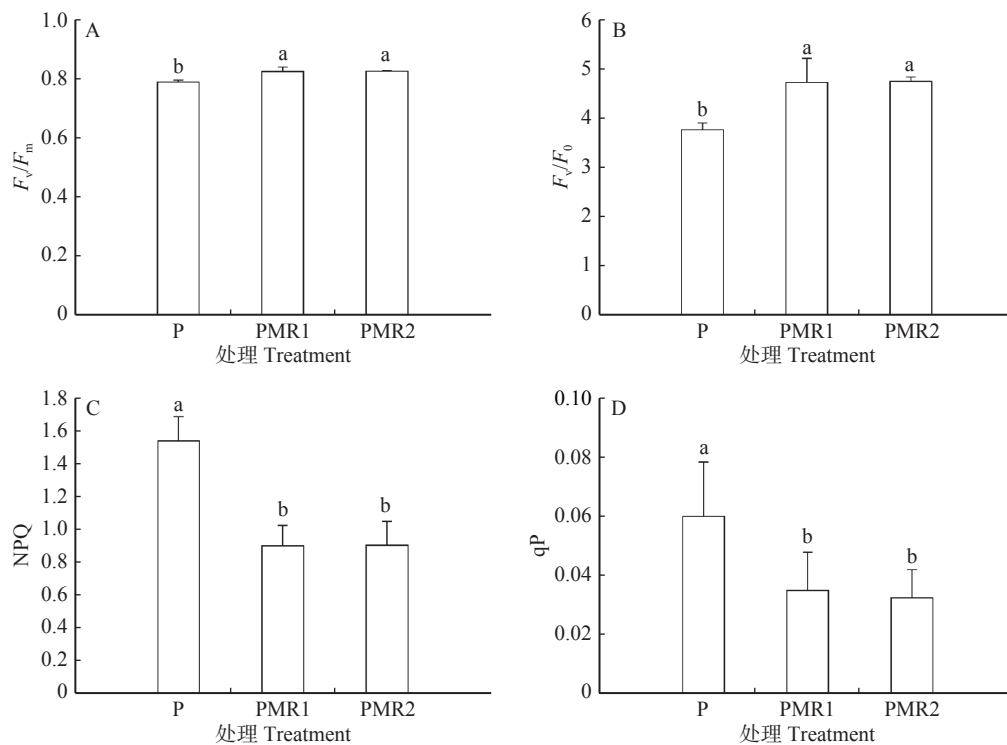 A
1.0
0.8
0.6
0.4
0.2
0
Fv/Fm
b
a
a
P
PMR1
PMR2
处理 Treatment
B
6
5
4
3
2
1
0
Fv/F0
b
a
a
P
PMR1
PMR2
处理 Treatment
C
1.8
1.6
1.4
1.2
1.0
0.8
0.6
0.4
0.2
0
NPQ
a
b
b
P
PMR1
PMR2
处理 Treatment
D
0.10
0.08
0.06
0.04
0.02
0
qP
a
b
b
P
PMR1
PMR2
处理 Treatment